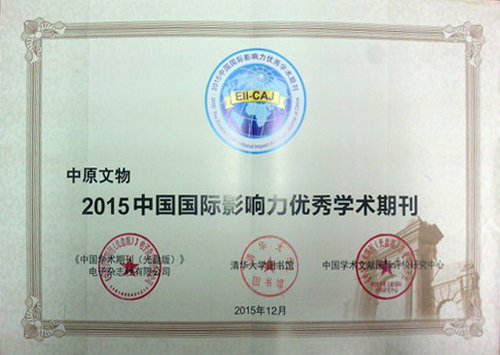 2015中国国际影响力优秀学术期刊
EII-CAJ
中原文物
2015中国国际影响力优秀学术期刊
《中国学术期刊（光盘版）》
电子杂志社有限公司
清华大学图书馆
中国学术文献国际评价研究中心
2015年12月